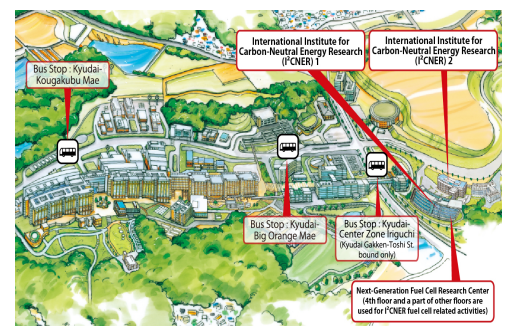 International Institute for
Carbon-Neutral Energy Research
(I²CNER) 1
International Institute for
Carbon-Neutral Energy Research
(I²CNER) 2
Bus Stop : Kyudai-
Kougakubu Mae
Bus Stop : Kyudai-
Big Orange Mae
Bus Stop : Kyudai-
Center Zone Iriguchi
(Kyudai Gakken-Toshi St.
bound only)
Next-Generation Fuel Cell Research Center
(4th floor and a part of other floors are
used for I²CNER fuel cell related activities)